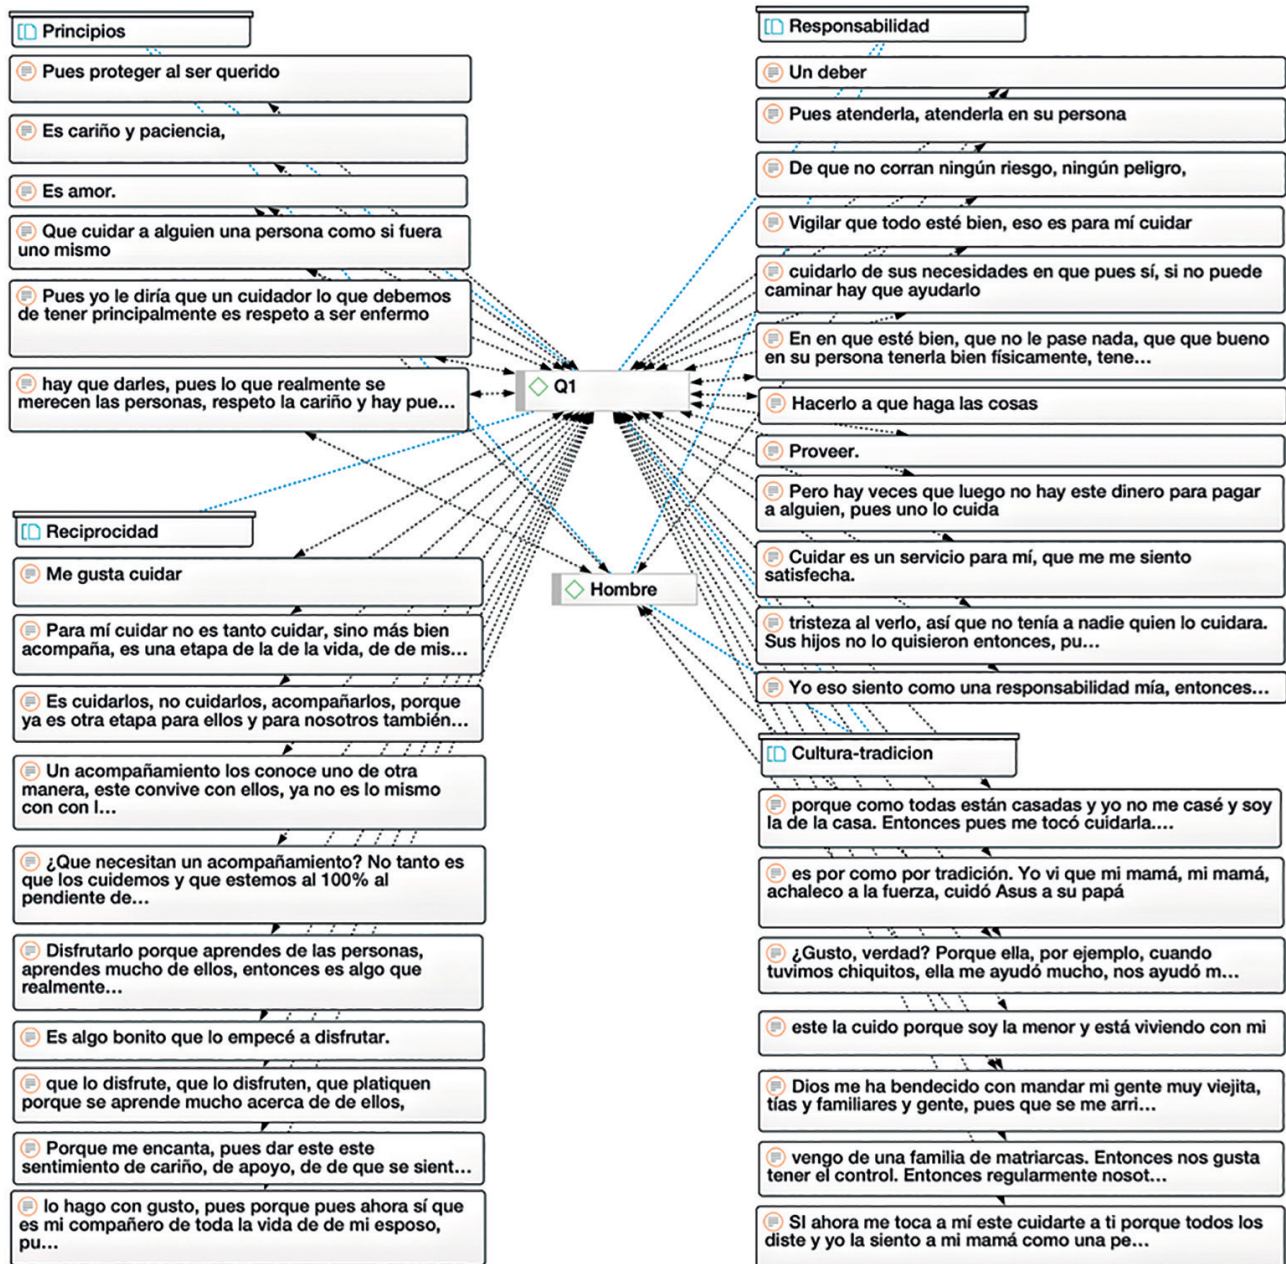 Principios
Pues proteger al ser querido
Es cariño y paciencia,
Es amor.
Que cuidar a alguien una persona como si fuera
uno mismo
Pues yo le diría que un cuidador lo que debemos
de tener principalmente es respeto a ser enfermo
hay que darles, pues lo que realmente se
merecen las personas, respeto la cariño y hay pue...
Responsabilidad
Un deber
Pues atenderla, atenderla en su persona
De que no corran ningún riesgo, ningún peligro,
Vigilar que todo esté bien, eso es para mí cuidar
cuidarlo de sus necesidades en que pues sí, si no puede
caminar hay que ayudarlo
En en que esté bien, que no le pase nada, que que bueno
en su persona tenerla bien físicamente, tene...
Hacerlo a que haga las cosas
Proveer.
Pero hay veces que luego no hay este dinero para pagar
a alguien, pues uno lo cuida
Cuidar es un servicio para mí, que me me siento
satisfecha.
tristeza al verlo, así que no tenía a nadie quien lo cuidara.
Sus hijos no lo quisieron entonces, pu...
Yo eso siento como una responsabilidad mía, entonces...
Q1
Hombre
Reciprocidad
Me gusta cuidar
Para mí cuidar no es tanto cuidar, sino más bien
acompaña, es una etapa de la de la vida, de de mis...
Es cuidarlos, no cuidarlos, acompañarlos, porque
ya es otra etapa para ellos y para nosotros también...
Un acompañamiento los conoce uno de otra
manera, este convive con ellos, ya no es lo mismo
con con l...
¿Que necesitan un acompañamiento? No tanto es
que los cuidemos y que estemos al 100% al
pendiente de...
Disfrutarlo porque aprendes de las personas,
aprendes mucho de ellos, entonces es algo que
realmente...
Es algo bonito que lo empecé a disfrutar.
que lo disfrute, que lo disfruten, que platiquen
porque se aprende mucho acerca de de ellos,
Porque me encanta, pues dar este este
sentimiento de cariño, de apoyo, de de que se sient...
lo hago con gusto, pues porque pues ahora sí que
es mi compañero de toda la vida de de mi esposo,
pu...
Cultura-tradicion
porque como todas están casadas y yo no me casé y soy
la de la casa. Entonces pues me tocó cuidarla....
es por como por tradición. Yo vi que mi mamá, mi mamá,
achaleco a la fuerza, cuidó Asus a su papá
¿Gusto, verdad? Porque ella, por ejemplo, cuando
tuvimos chiquitos, ella me ayudó mucho, nos ayudó m...
este la cuido porque soy la menor y está viviendo con mi
Dios me ha bendecido con mandar mi gente muy viejita,
tías y familiares y gente, pues que se me arri...
vengo de una familia de matriarcas. Entonces nos gusta
tener el control. Entonces regularmente nosot...
SI ahora me toca a mí este cuidarte a ti porque todos los
diste y yo la siento a mi mamá como una pe...